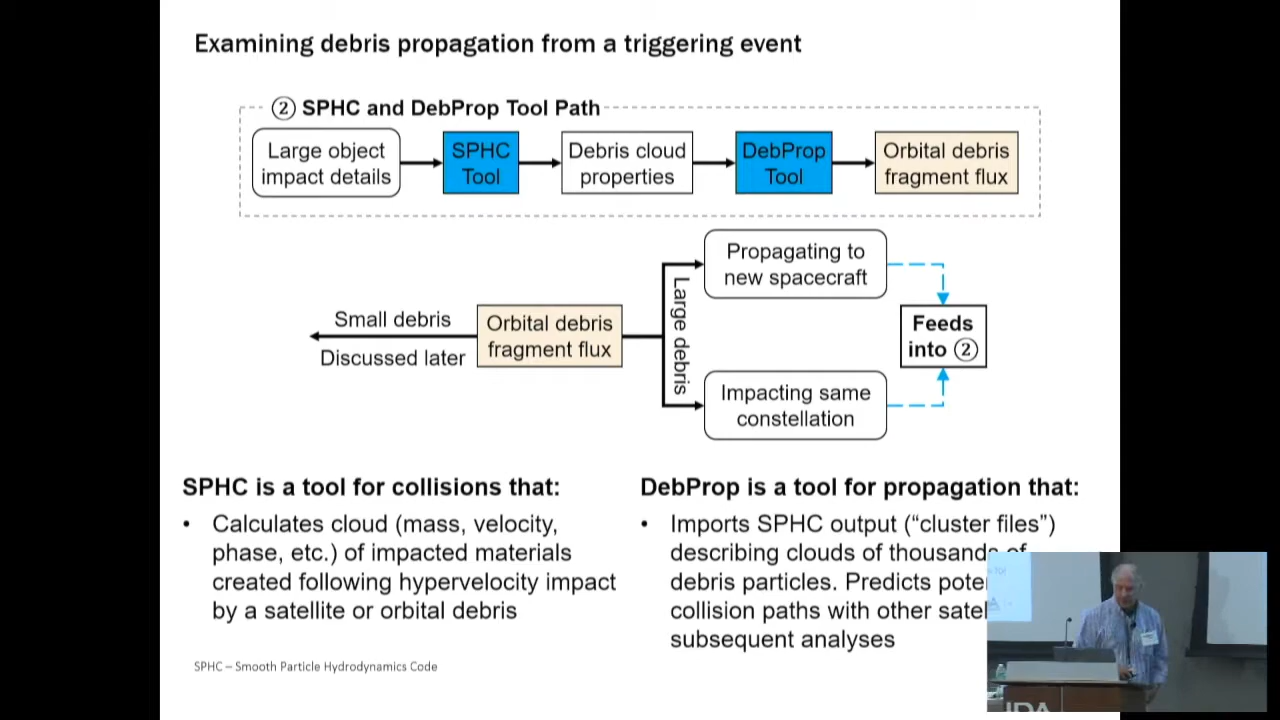 Examining debris propagation from a triggering event
② SPHC and DebProp Tool Path
Large object
impact details
SPHC
Tool
Debris cloud
properties
DebProp
Tool
Orbital debris
fragment flux
Propagating to
new spacecraft
Small debris
Discussed later
Orbital debris
fragment flux
Large debris
Feeds
into ②
Impacting same
constellation
SPHC is a tool for collisions that:
• Calculates cloud (mass, velocity,
phase, etc.) of impacted materials
created following hypervelocity impact
by a satellite or orbital debris
DebProp is a tool for propagation that:
• Imports SPHC output (“cluster files”)
describing clouds of thousands of
debris particles. Predicts
collision paths with other
subsequent analyses
SPHC – Smooth Particle Hydrodynamics Code
IDA